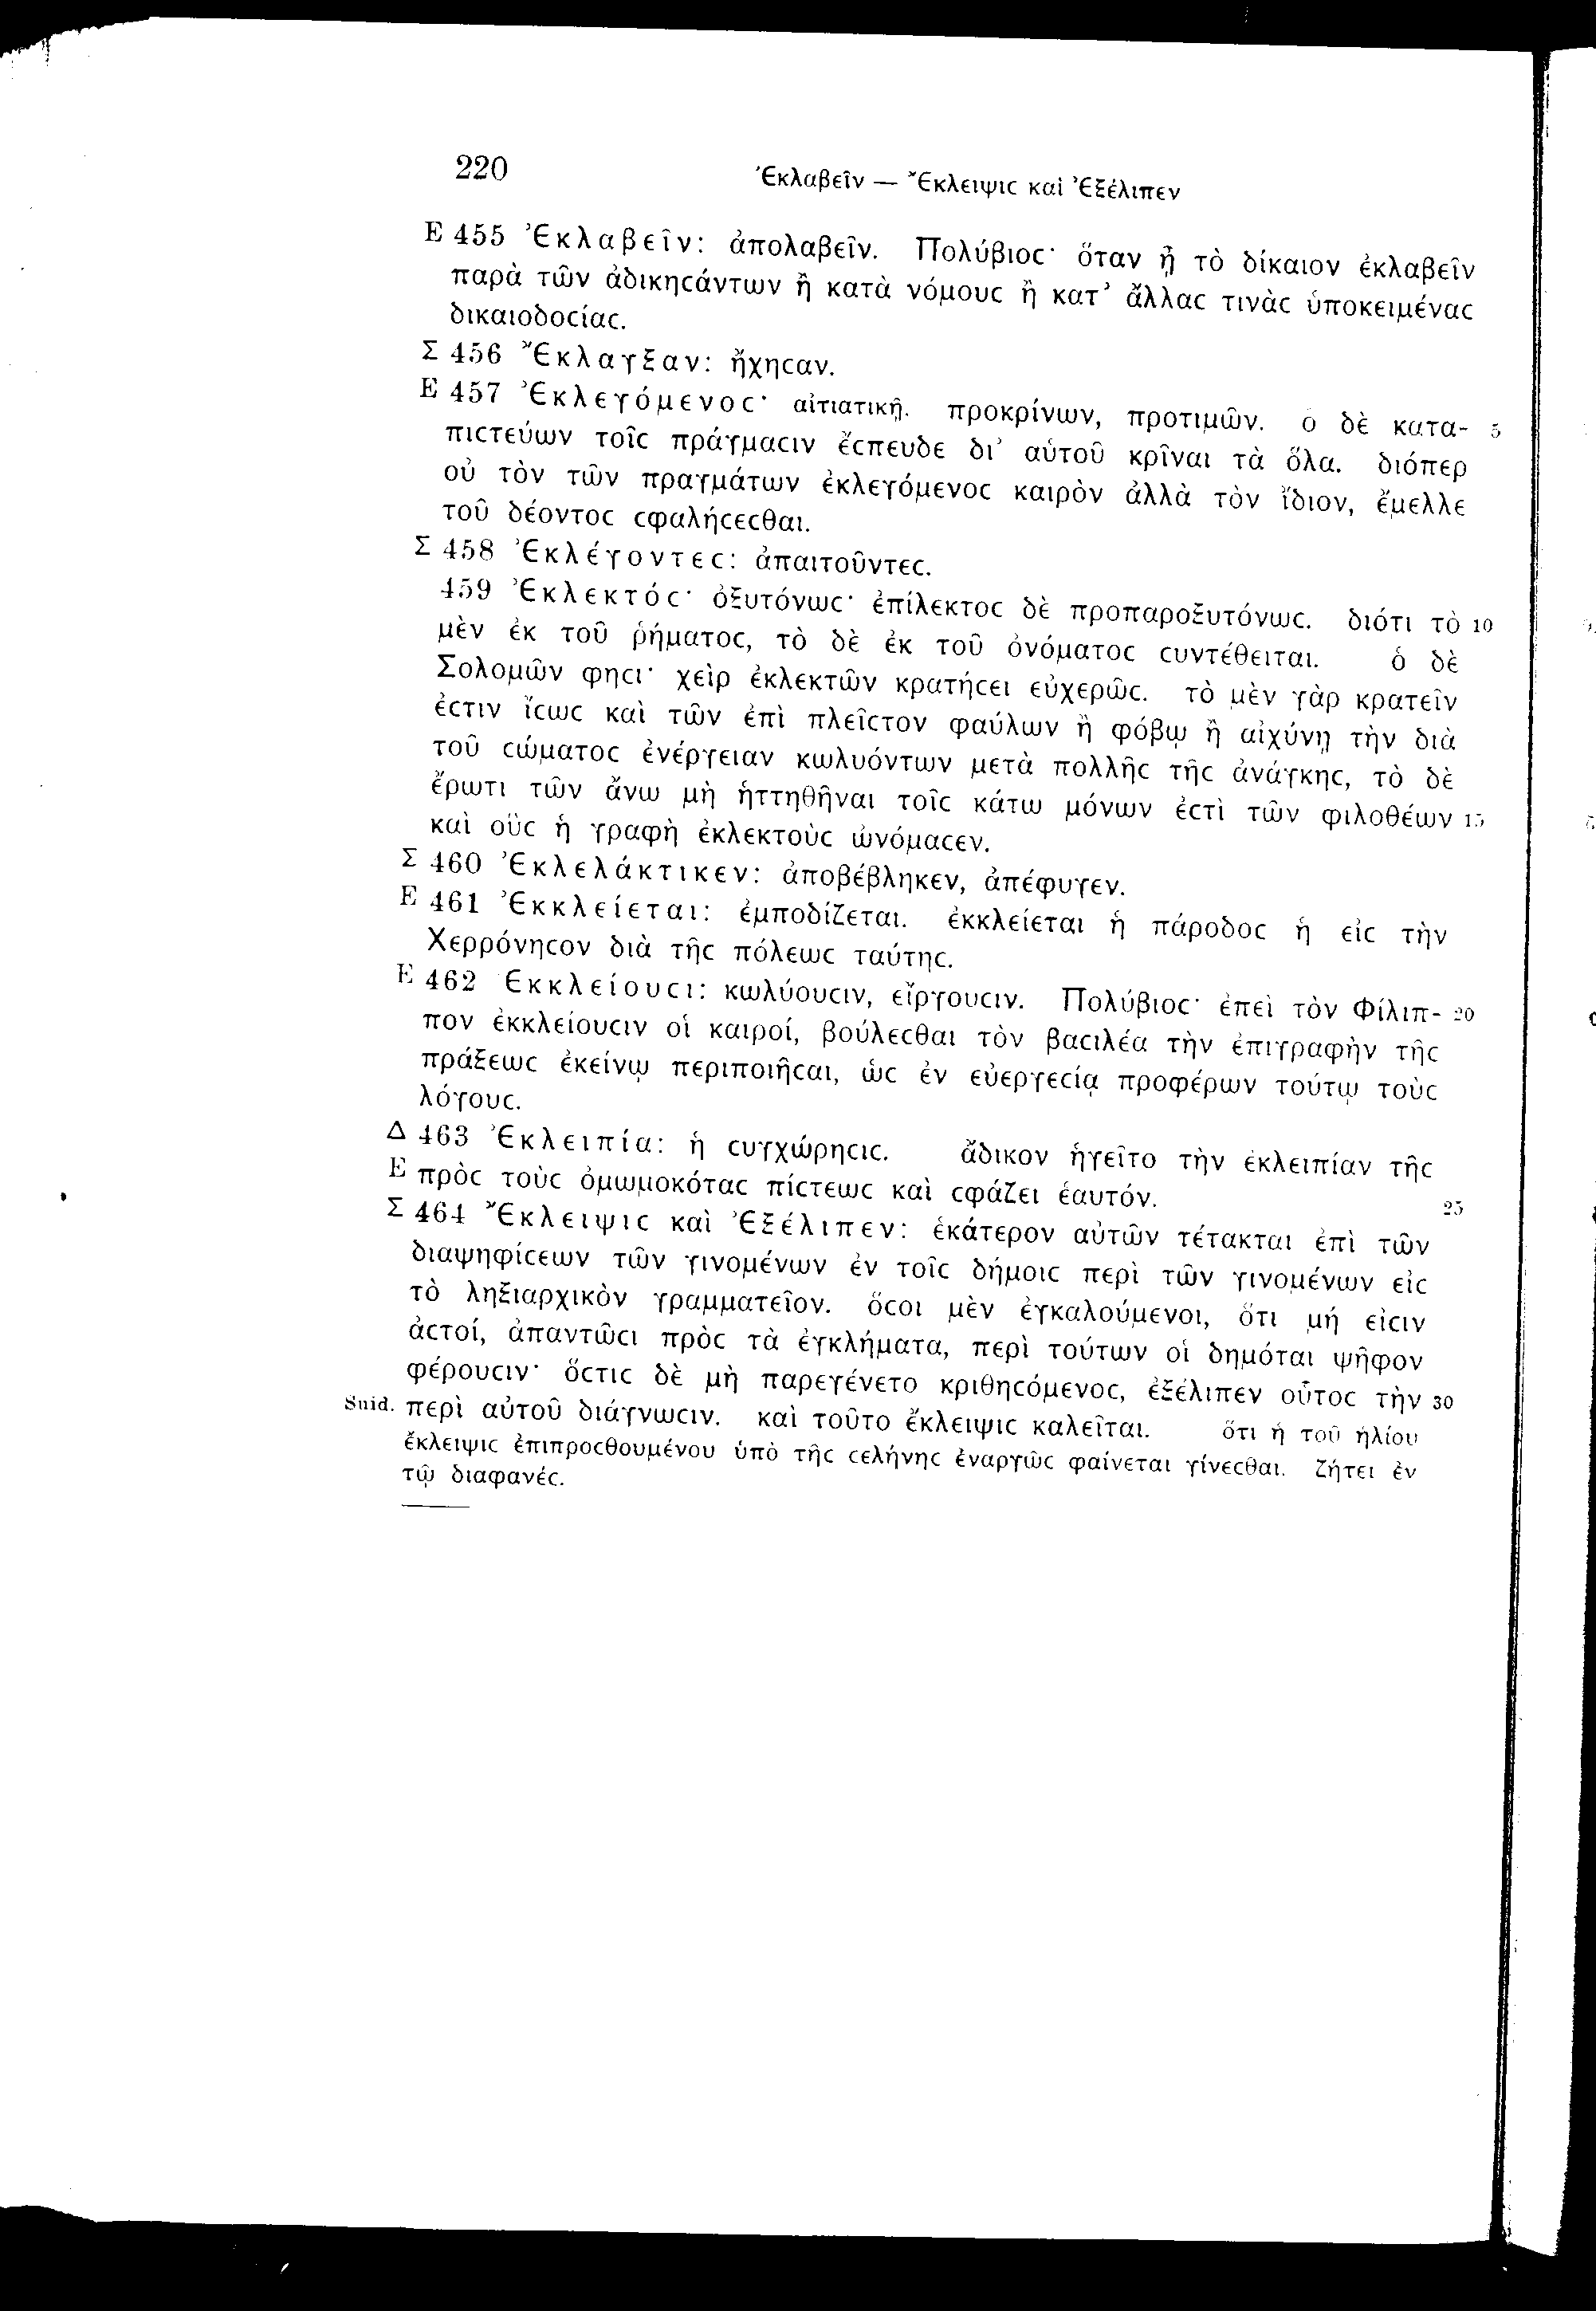 220 Ἐκλαβεῖν — Ἔκλειψιϲ καὶ Ἐξέλιπεν
E 455 Ἐκλαβεῖν: ἀπολαβεῖν. Πολύβιοϲ· ὅταν ᾖ τὸ δίκαιον ἐκλαβεῖν
παρὰ τῶν ἀδικηϲάντων ἢ κατὰ νόμουϲ ἢ κατ’ ἄλλαϲ τινὰϲ ὑποκειμέναϲ
δικαιοδοϲίαϲ.
Σ 456 Ἔκλαγξαν: ἤχηϲαν.
E 457 Ἐκλεγόμενοϲ· αἰτιατικῇ. προκρίνων, προτιμῶν. ὁ δὲ κατα- 5
πιϲτεύων τοῖϲ πράγμαϲιν ἔϲπευδε δι’ αὑτοῦ κρῖναι τὰ ὅλα. διόπερ
οὐ τὸν τῶν πραγμάτων ἐκλεγόμενοϲ καιρὸν ἀλλὰ τὸν ἴδιον, ἔμελλε
τοῦ δέοντοϲ ϲφαλήϲεϲθαι.
Σ 458 Ἐκλέγοντεϲ: ἀπαιτοῦντεϲ.
459 Ἐκλεκτόϲ· ὀξυτόνωϲ· ἐπίλεκτοϲ δὲ προπαροξυτόνωϲ. διότι τὸ 10
μὲν ἐκ τοῦ ῥήματοϲ, τὸ δὲ ἐκ τοῦ ὀνόματοϲ ϲυντέθειται. ὁ δὲ
Σολομῶν φηϲι· χεὶρ ἐκλεκτῶν κρατήϲει εὐχερῶϲ. τὸ μὲν γὰρ κρατεῖν
ἐϲτιν ἴϲωϲ καὶ τῶν ἐπὶ πλεῖϲτον φαύλων ἢ φόβῳ ἢ αἰχύνῃ τὴν διὰ
τοῦ ϲώματοϲ ἐνέργειαν κωλυόντων μετὰ πολλῆϲ τῆϲ ἀνάγκηϲ, τὸ δὲ
ἔρωτι τῶν ἄνω μὴ ἡττηθῆναι τοῖϲ κάτω μόνων ἐϲτὶ τῶν φιλοθέων 15
καὶ οὓϲ ἡ γραφὴ ἐκλεκτοὺϲ ὠνόμαϲεν.
Σ 460 Ἐκλελάκτικεν: ἀποβέβληκεν, ἀπέφυγεν.
E 461 Ἐκκλείεται: ἐμποδίζεται. ἐκκλείεται ἡ πάροδοϲ ἡ εἰϲ τὴν
Χερρόνηϲον διὰ τῆϲ πόλεωϲ ταύτηϲ.
E 462 Εκκλείουϲι: κωλύουϲιν, εἴργουϲιν. Πολύβιοϲ· ἐπεὶ τὸν Φίλιπ- 20
πον ἐκκλείουϲιν οἱ καιροί, βούλεϲθαι τὸν βαϲιλέα τὴν ἐπιγραφὴν τῆϲ
πράξεωϲ ἐκείνῳ περιποιῆϲαι, ὡϲ ἐν εὐεργεϲίᾳ προφέρων τούτῳ τοὺϲ
λόγουϲ.
Δ 463 Ἐκλειπία: ἡ ϲυγχώρηϲιϲ. ἄδικον ἡγεῖτο τὴν ἐκλειπίαν τῆϲ
E πρὸϲ τοὺϲ ὀμωμοκόταϲ πίϲτεωϲ καὶ ϲφάζει ἑαυτόν. 25
Σ 464 Ἔκλειψιϲ καὶ Ἐξέλιπεν: ἑκάτερον αὐτῶν τέτακται ἐπὶ τῶν
διαψηφίϲεων τῶν γινομένων ἐν τοῖϲ δήμοιϲ περὶ τῶν γινομένων εἰϲ
τὸ ληξιαρχικὸν γραμματεῖον. ὅϲοι μὲν ἐγκαλούμενοι, ὅτι μή εἰϲιν
ἀϲτοί, ἀπαντῶϲι πρὸϲ τὰ ἐγκλήματα, περὶ τούτων οἱ δημόται ψῆφον
φέρουϲιν· ὅϲτιϲ δὲ μὴ παρεγένετο κριθηϲόμενοϲ, ἐξέλιπεν οὗτοϲ τὴν 30
Suid. περὶ αὐτοῦ διάγνωϲιν. καὶ τοῦτο ἔκλειψιϲ καλεῖται. ὅτι ἡ τοῦ ἡλίου
ἔκλειψιϲ ἐπιπροϲθουμένου ὑπὸ τῆϲ ϲελήνηϲ ἐναργῶϲ φαίνεται γίνεϲθαι. ζήτει ἐν
τῷ διαφανέϲ.